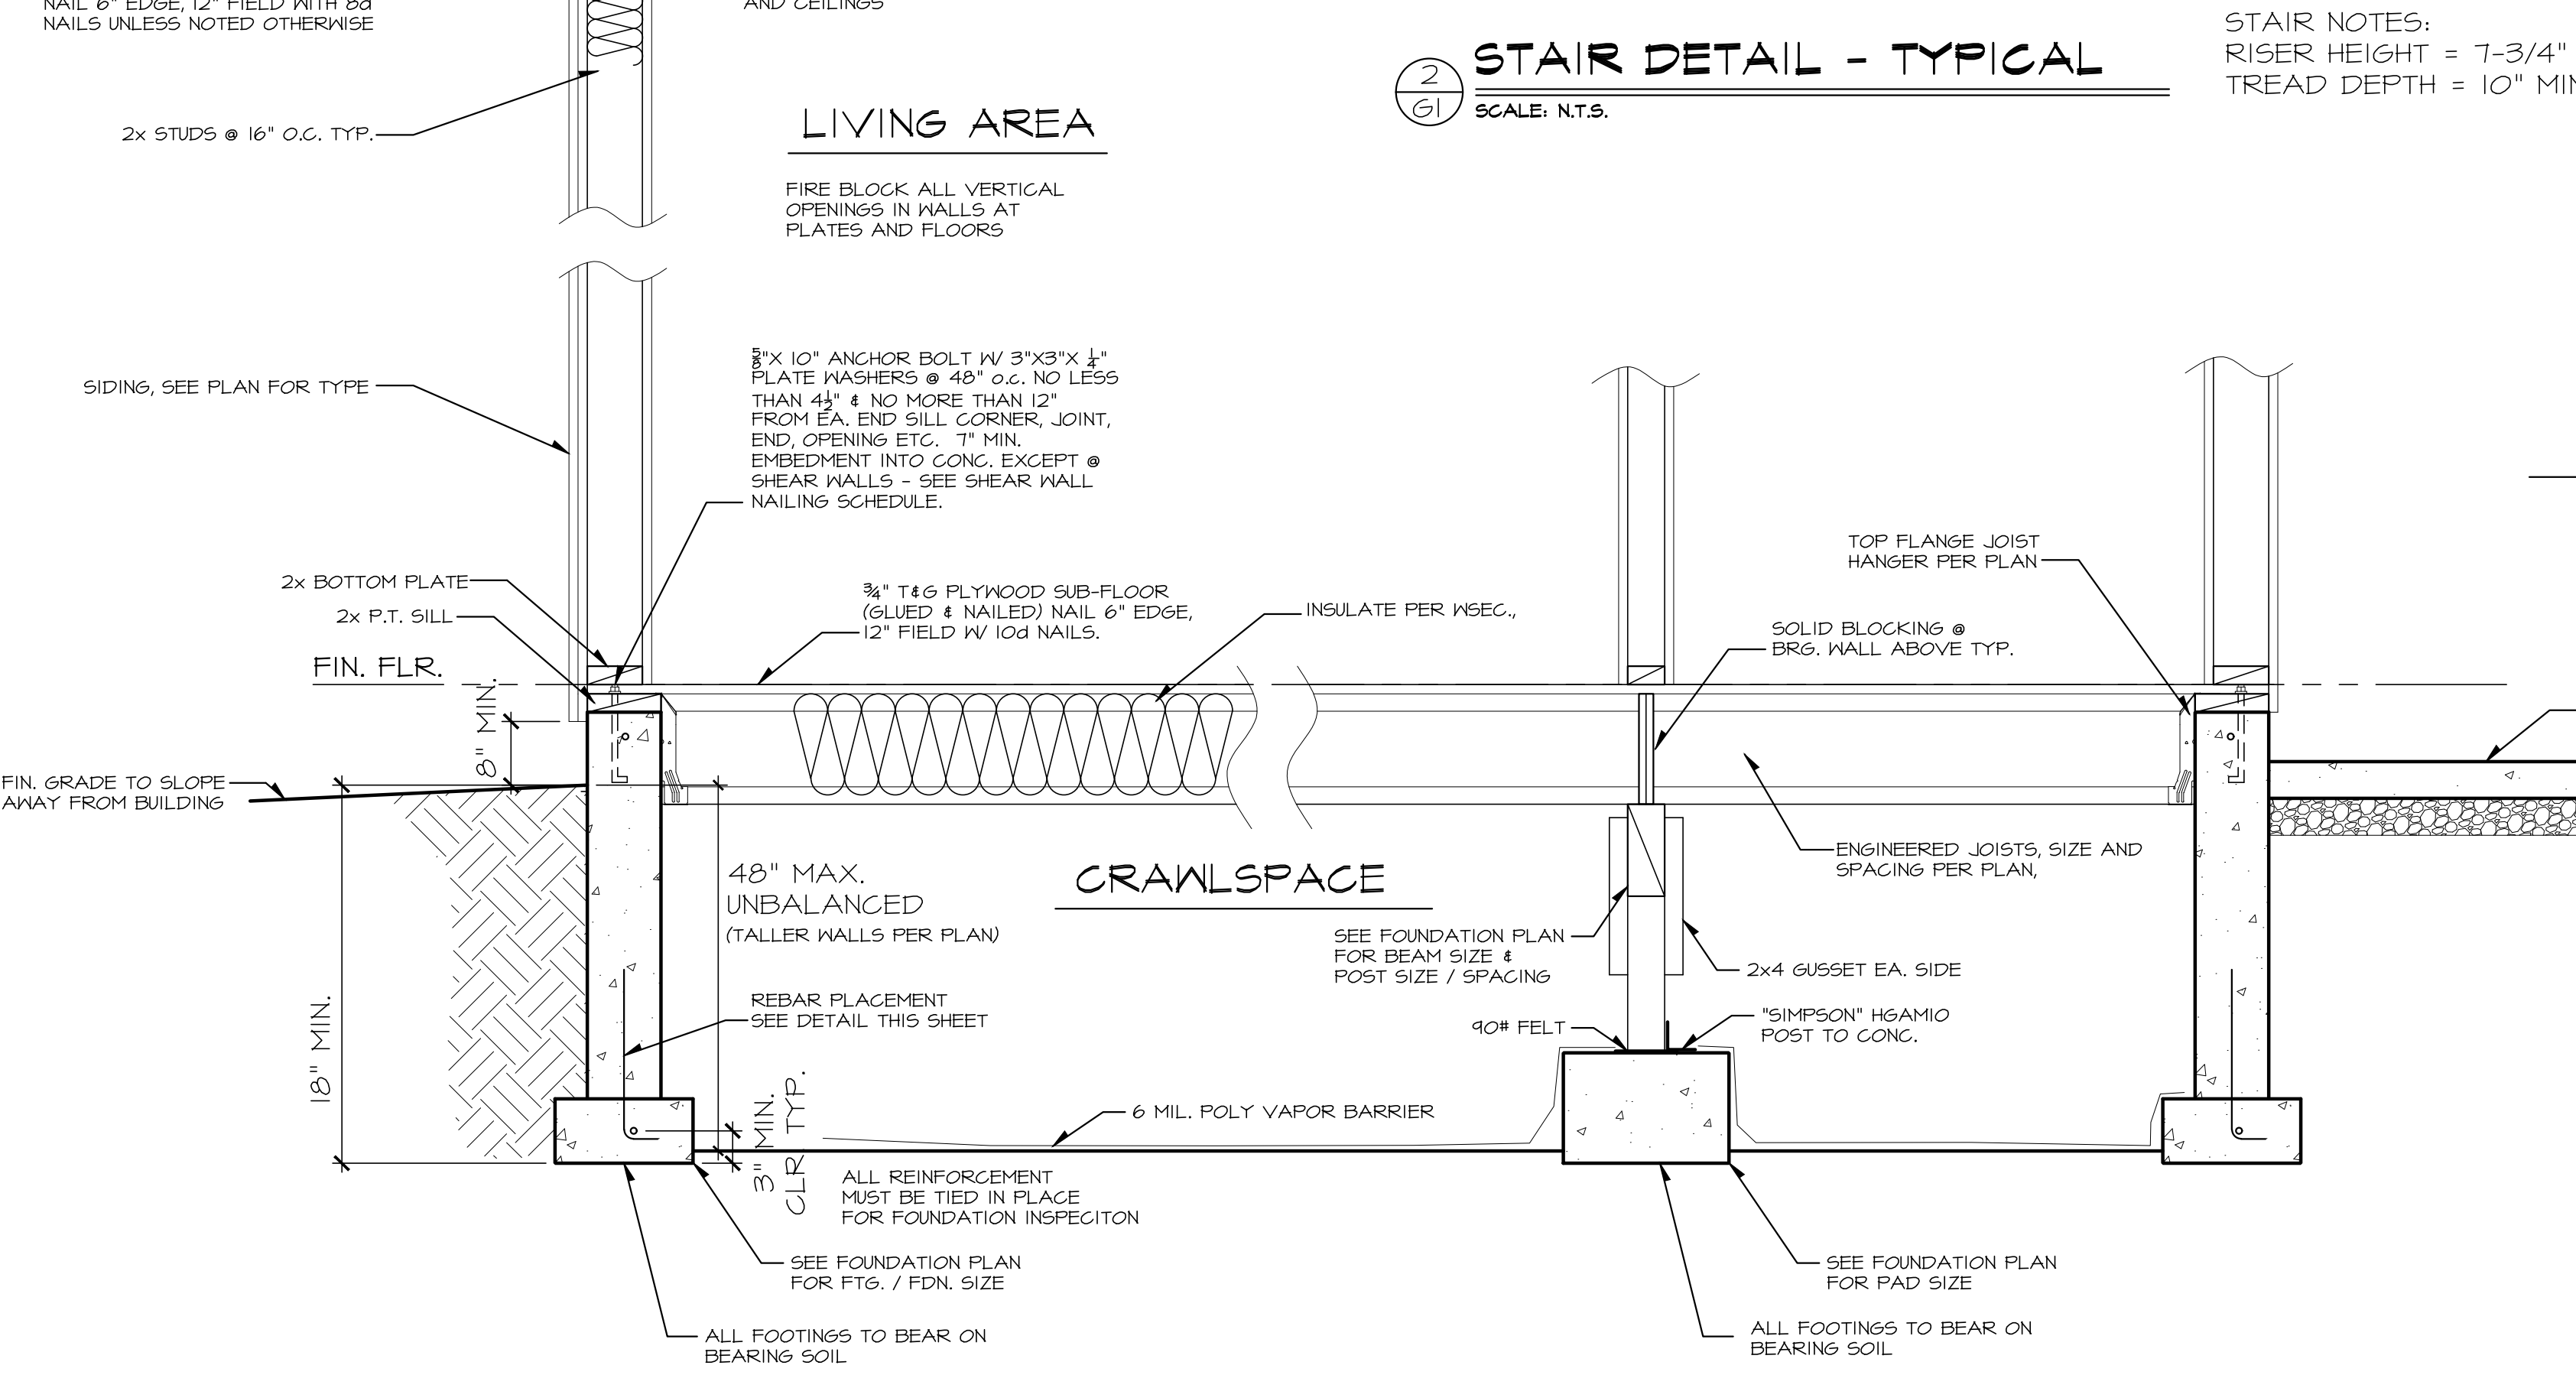 NAIL 6" EDGE, 12" FIELD WITH 8d
NAILS UNLESS NOTED OTHERWISE
AND CEILINGS
2
G1
STAIR DETAIL - TYPICAL
SCALE: N.T.S.
STAIR NOTES:
RISER HEIGHT = 7-3/4"
TREAD DEPTH = 10" MIN
2x STUDS @ 16" O.C. TYP.
LIVING AREA
FIRE BLOCK ALL VERTICAL
OPENINGS IN WALLS AT
PLATES AND FLOORS
SIDING, SEE PLAN FOR TYPE
5/8"X 10" ANCHOR BOLT W/ 3"X3"X 1/4"
PLATE WASHERS @ 48" o.c. NO LESS
THAN 4 1/2" & NO MORE THAN 12"
FROM EA. END SILL CORNER, JOINT,
END, OPENING ETC. 7" MIN.
EMBEDMENT INTO CONC. EXCEPT @
SHEAR WALLS - SEE SHEAR WALL
NAILING SCHEDULE.
2x BOTTOM PLATE
2x P.T. SILL
FIN. FLR.
8" MIN.
3/4" T&G PLYWOOD SUB-FLOOR
(GLUED & NAILED) NAIL 6" EDGE,
12" FIELD W/ 10d NAILS.
INSULATE PER WSEC.,
TOP FLANGE JOIST
HANGER PER PLAN
SOLID BLOCKING @
BRG. WALL ABOVE TYP.
FIN. GRADE TO SLOPE
AWAY FROM BUILDING
48" MAX.
UNBALANCED
(TALLER WALLS PER PLAN)
CRAWLSPACE
ENGINEERED JOISTS, SIZE AND
SPACING PER PLAN,
SEE FOUNDATION PLAN
FOR BEAM SIZE &
POST SIZE / SPACING
2x4 GUSSET EA. SIDE
18" MIN.
REBAR PLACEMENT
SEE DETAIL THIS SHEET
90# FELT
"SIMPSON" HGAM10
POST TO CONC.
3" MIN.
CLR TYP.
6 MIL. POLY VAPOR BARRIER
ALL REINFORCEMENT
MUST BE TIED IN PLACE
FOR FOUNDATION INSPECITON
SEE FOUNDATION PLAN
FOR FTG. / FDN. SIZE
SEE FOUNDATION PLAN
FOR PAD SIZE
ALL FOOTINGS TO BEAR ON
BEARING SOIL
ALL FOOTINGS TO BEAR ON
BEARING SOIL